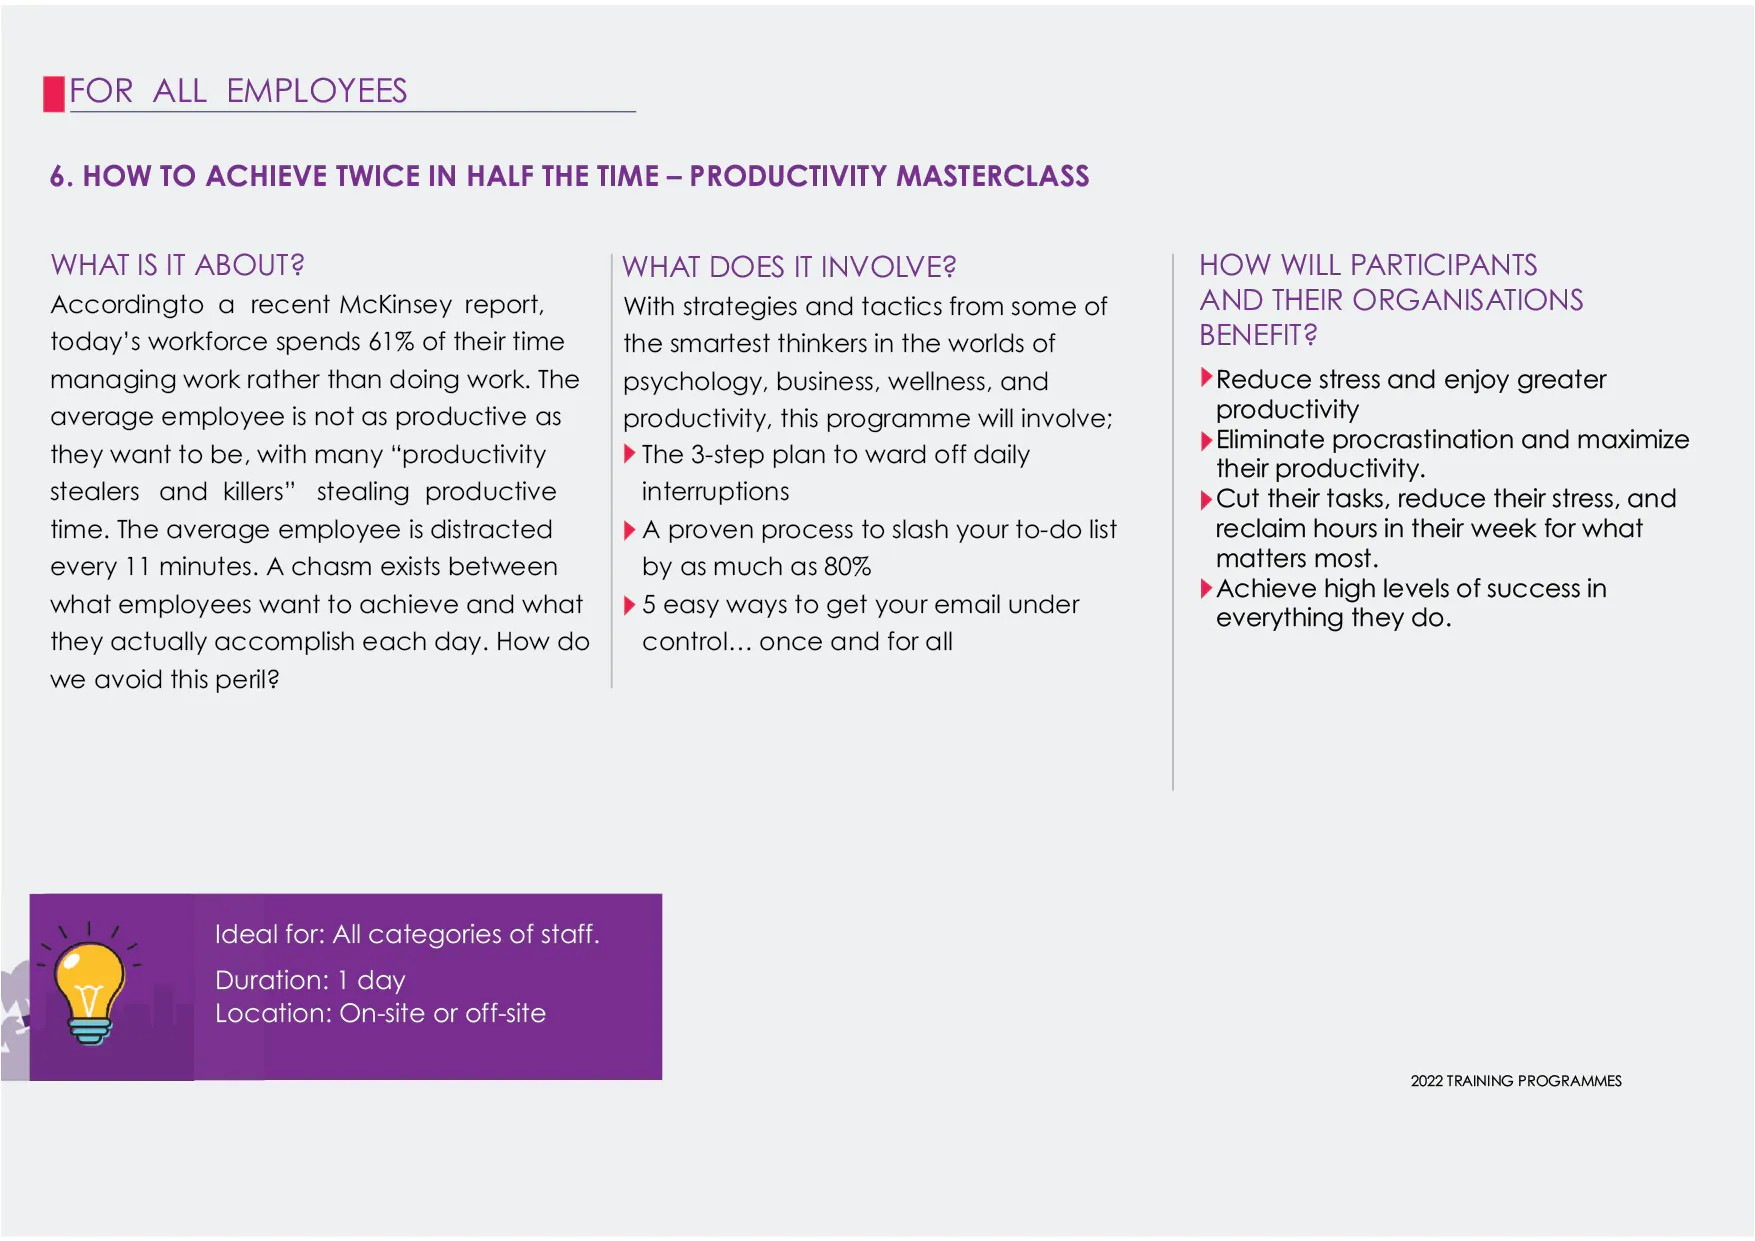 FOR ALL EMPLOYEES
6. HOW TO ACHIEVE TWICE IN HALF THE TIME – PRODUCTIVITY MASTERCLASS
WHAT IS IT ABOUT?
Accordingto a recent McKinsey report,
today’s workforce spends 61% of their time
managing work rather than doing work. The
average employee is not as productive as
they want to be, with many “productivity
stealers and killers” stealing productive
time. The average employee is distracted
every 11 minutes. A chasm exists between
what employees want to achieve and what
they actually accomplish each day. How do
we avoid this peril?
WHAT DOES IT INVOLVE?
With strategies and tactics from some of
the smartest thinkers in the worlds of
psychology, business, wellness, and
productivity, this programme will involve;
The 3-step plan to ward off daily
interruptions
A proven process to slash your to-do list
by as much as 80%
5 easy ways to get your email under
control… once and for all
HOW WILL PARTICIPANTS
AND THEIR ORGANISATIONS
BENEFIT?
Reduce stress and enjoy greater
productivity
Eliminate procrastination and maximize
their productivity.
Cut their tasks, reduce their stress, and
reclaim hours in their week for what
matters most.
Achieve high levels of success in
everything they do.
Ideal for: All categories of staff.
Duration: 1 day
Location: On-site or off-site
2022 TRAINING PROGRAMMES